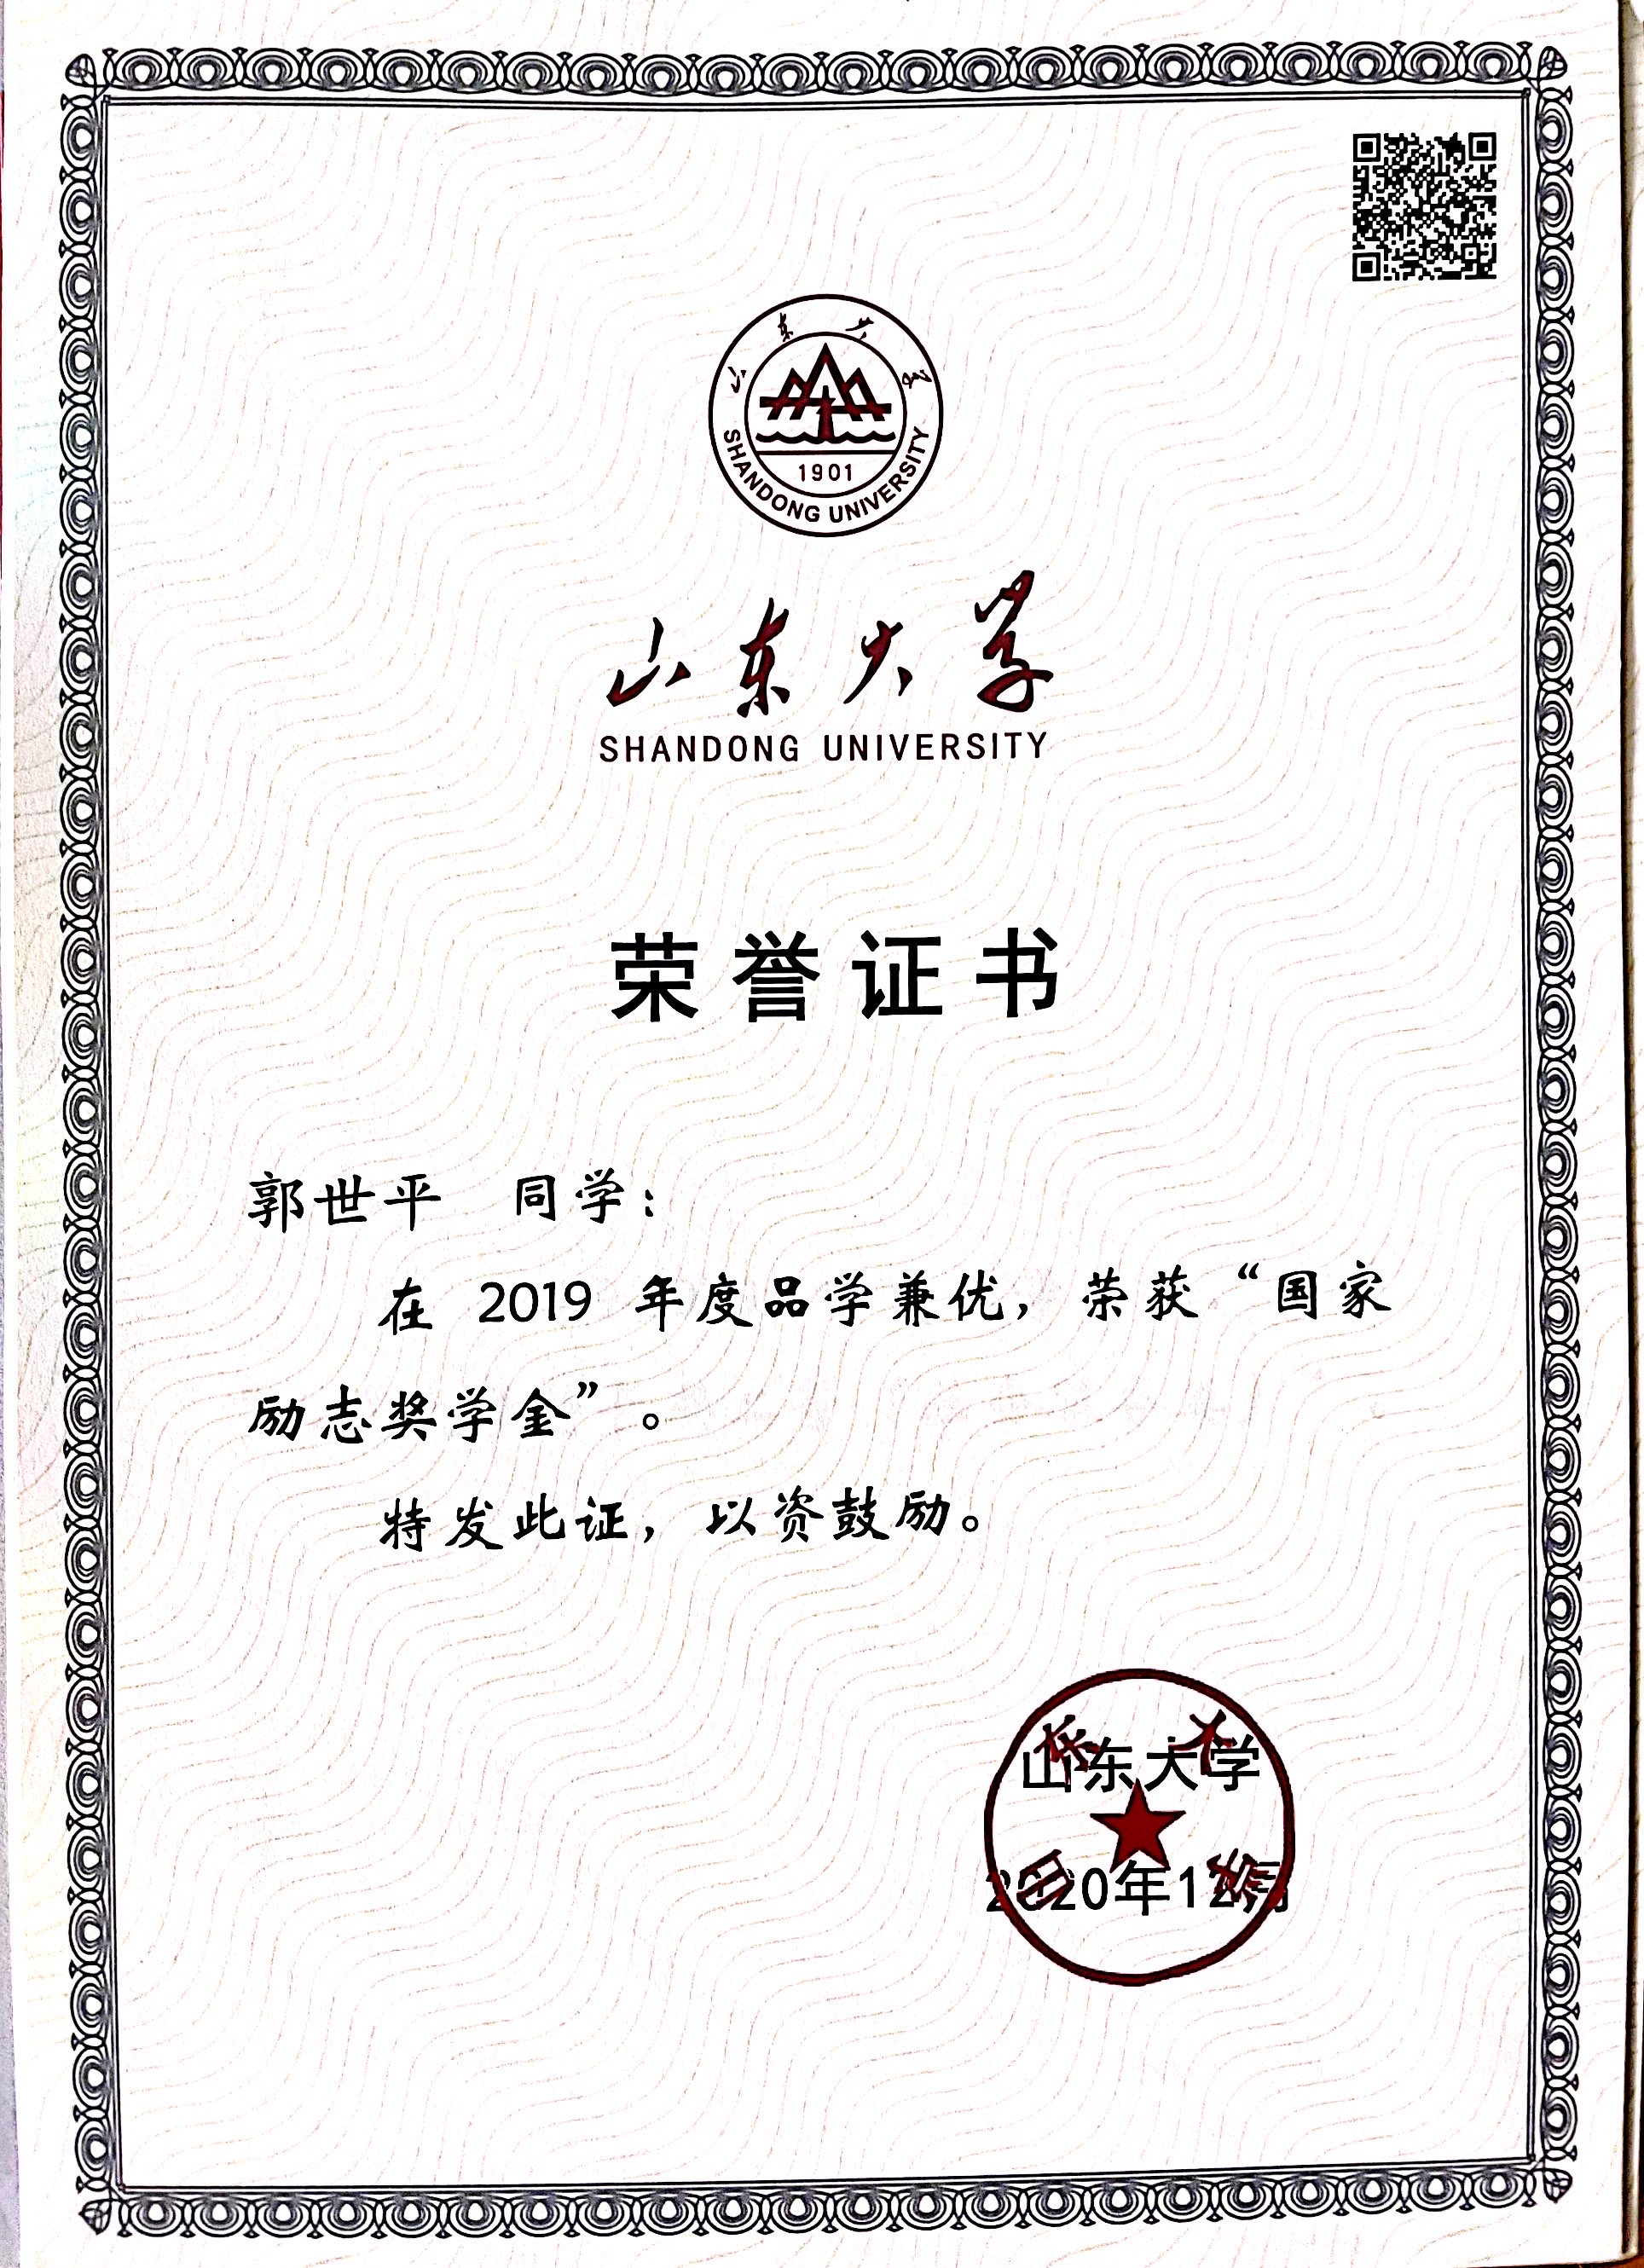 山东大学
1901
SHANDONG UNIVERSITY
山东大学
SHANDONG UNIVERSITY
荣誉证书
郭世平 同学：
在 2019 年度品学兼优，荣获“国家
励志奖学金”。
特发此证，以资鼓励。
山东大学
山东大学
2020年12月